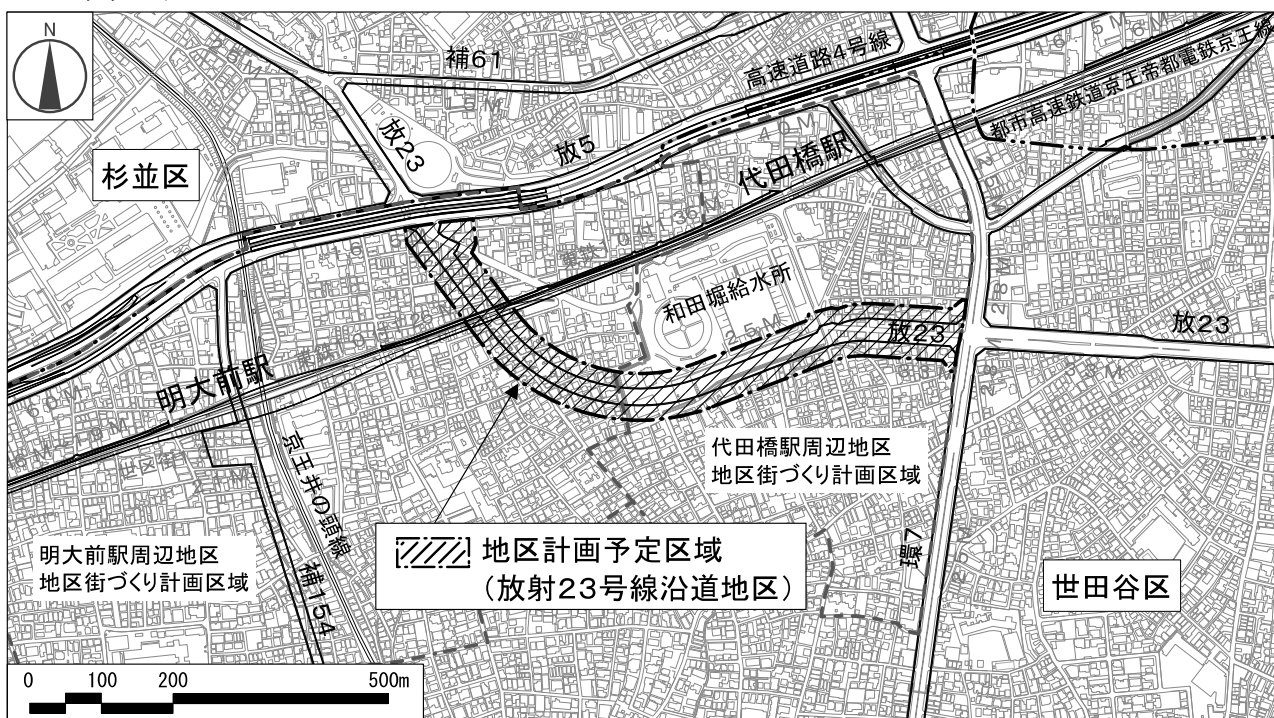 N
補61
高速道路4号線
都市高速鉄道京王帝都電鉄京王線
放23
放5
40M
杉並区
代田橋駅
和田堀給水所
25M
放23
放23
明大前駅
60M
京王井の頭線
代田橋駅周辺地区
地区街づくり計画区域
地区計画予定区域
(放射23号線沿道地区)
明大前駅周辺地区
地区街づくり計画区域
補154
環7
世田谷区
0 100 200 500m